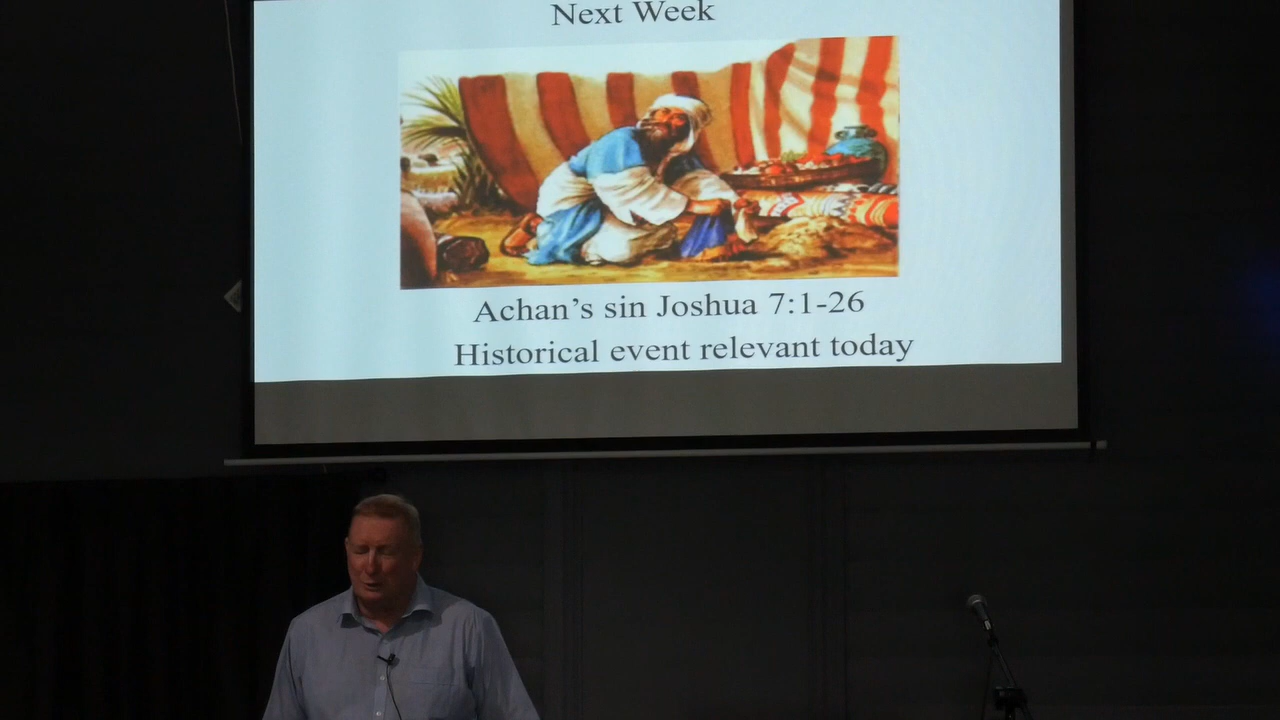 Next Week
Achan’s sin Joshua 7:1-26
Historical event relevant today